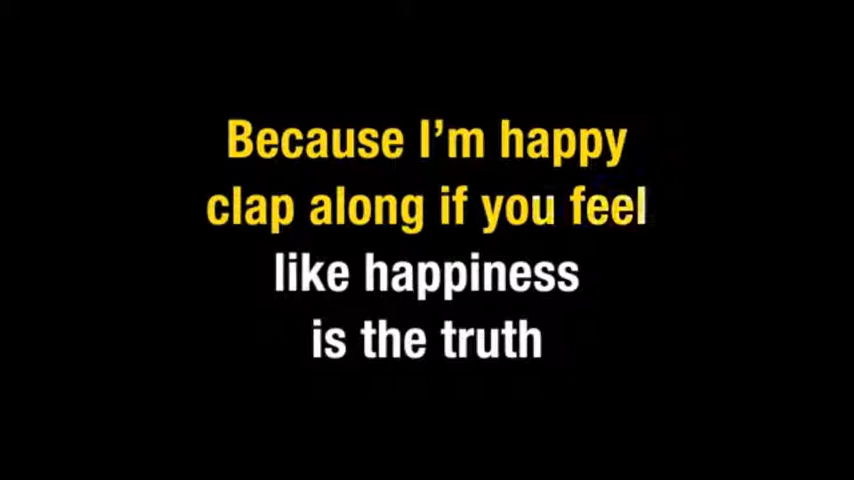 Because I’m happy
clap along if you feel
like happiness
is the truth